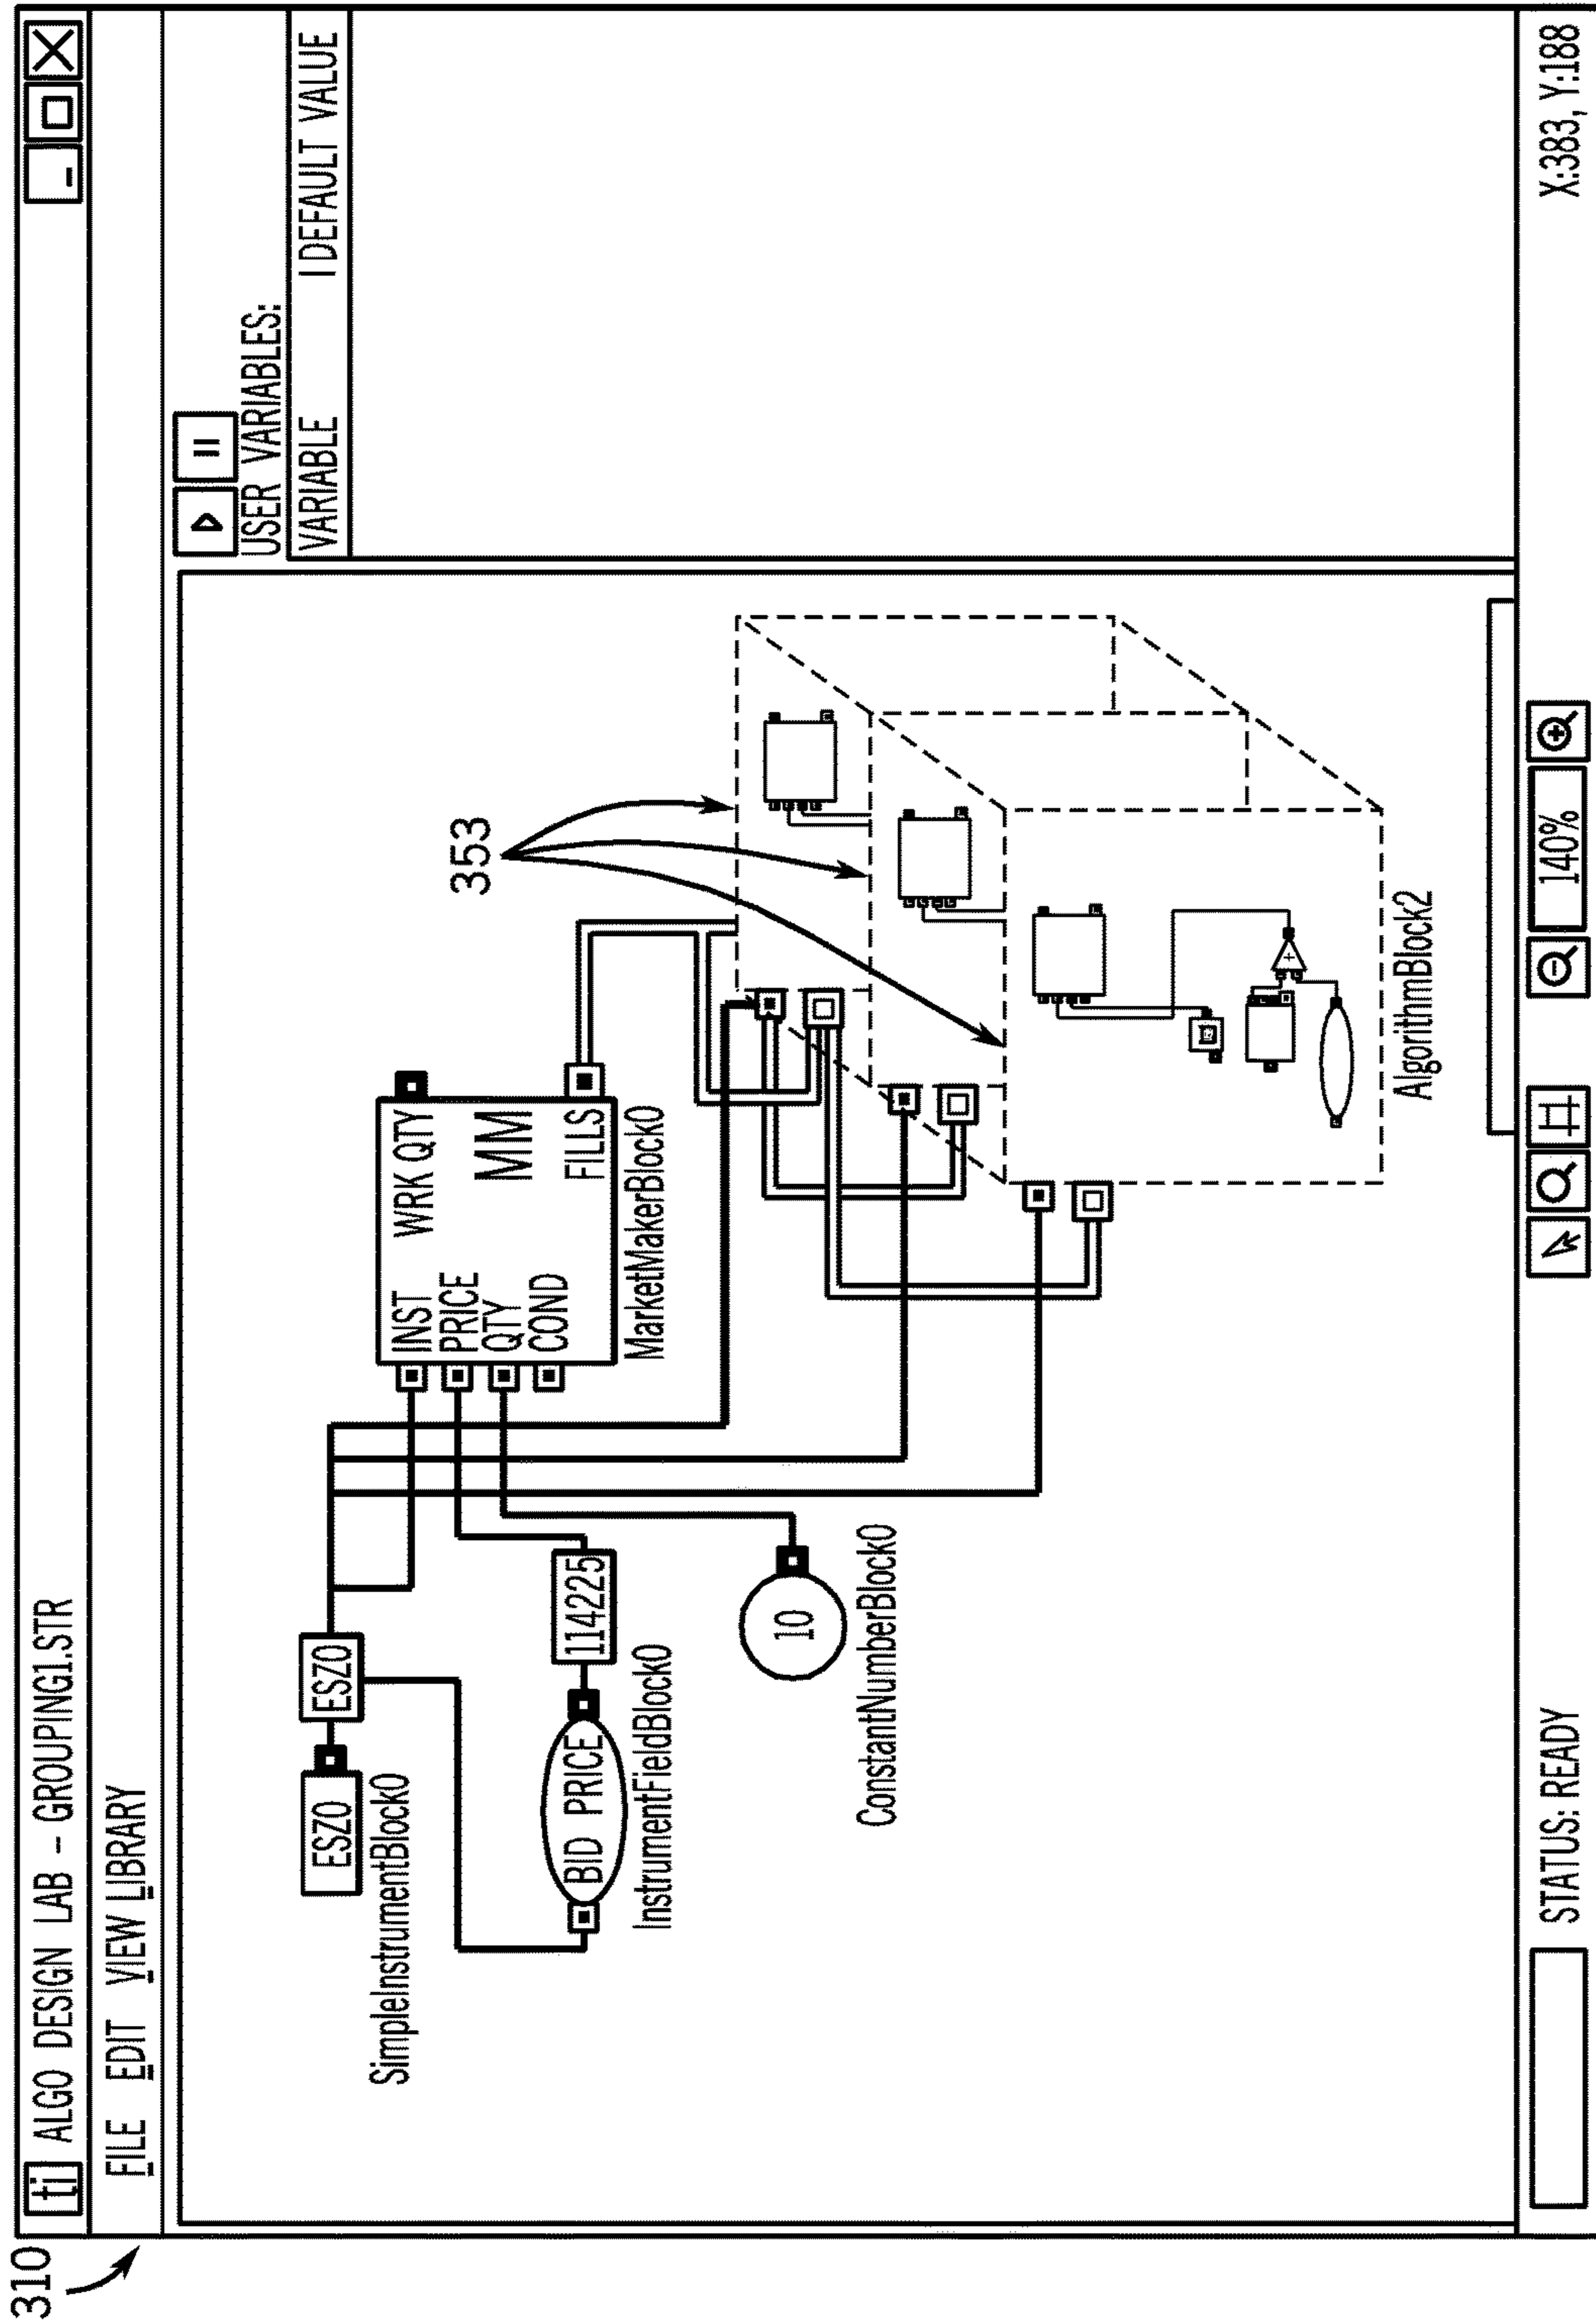 310
ti ALGO DESIGN LAB – GROUPING1.STR
FILE EDIT VIEW LIBRARY
USER VARIABLES:
VARIABLE | DEFAULT VALUE
ESZ0
ESZ0
SimpleInstrumentBlock0
BID PRICE
114225
InstrumentFieldBlock0
10
ConstantNumberBlock0
INST
WRK QTY
PRICE
QTY
MM
COND
FILLS
MarketMakerBlock0
353
+
AlgorithmBlock2
STATUS: READY
140%
X:383, Y:188